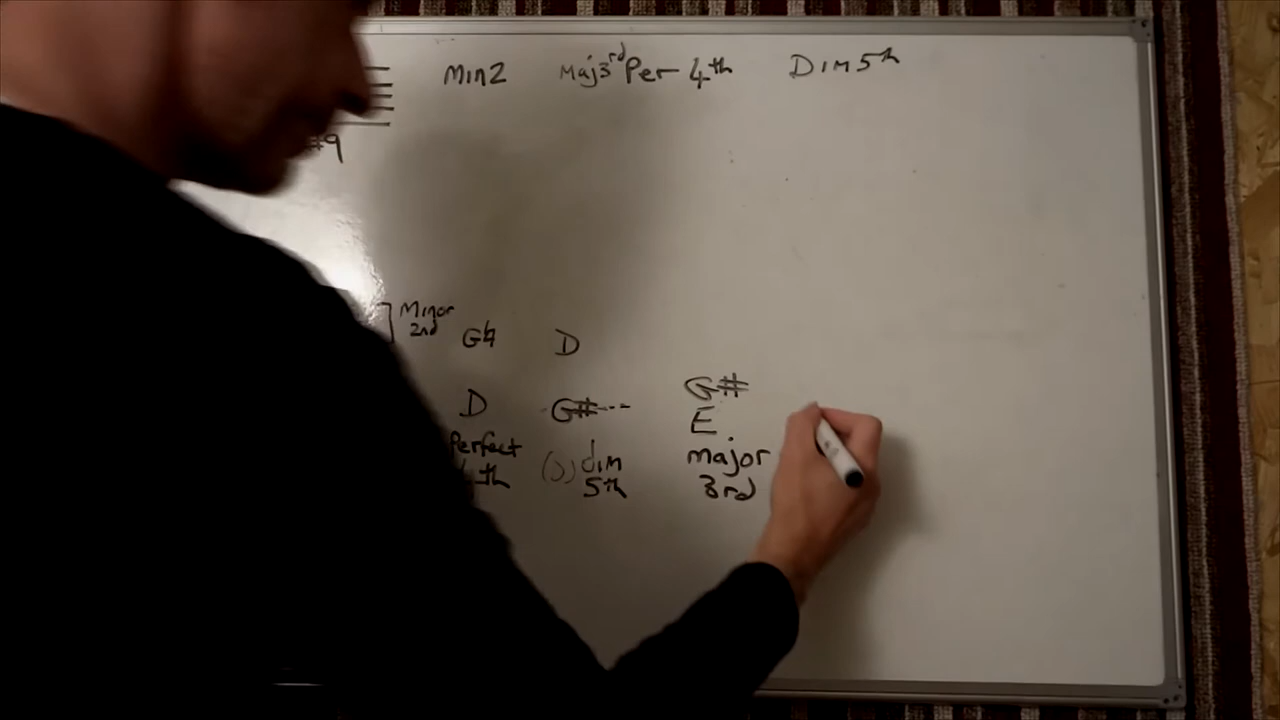 Min2 Maj3rd Per 4th Dim5th
#9
Minor
2nd
G♮ D
G#
D G#---
E
Perfect
major
dim
5th
3rd